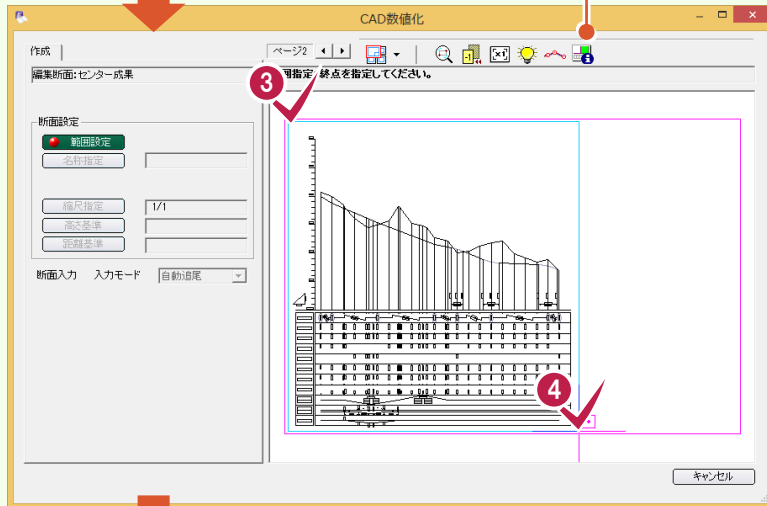 CAD数値化
作成
ページ2
編集断面:センター成果
囲指定 終点を指定してください。
3
断面設定
範囲設定
名称指定
縮尺指定
1/1
高さ基準
距離基準
断面入力 入力モード 自動追尾
4
キャンセル